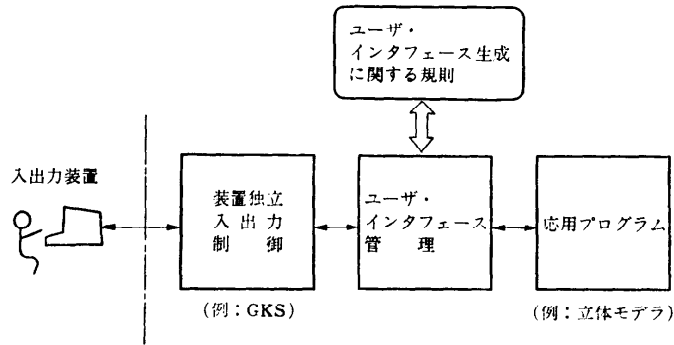 ユーザ・
インタフェース生成
に関する規則
入出力装置
装置独立
入出力
制御
ユーザ・
インタフェース
管理
応用プログラム
(例：GKS)
(例：立体モデラ)